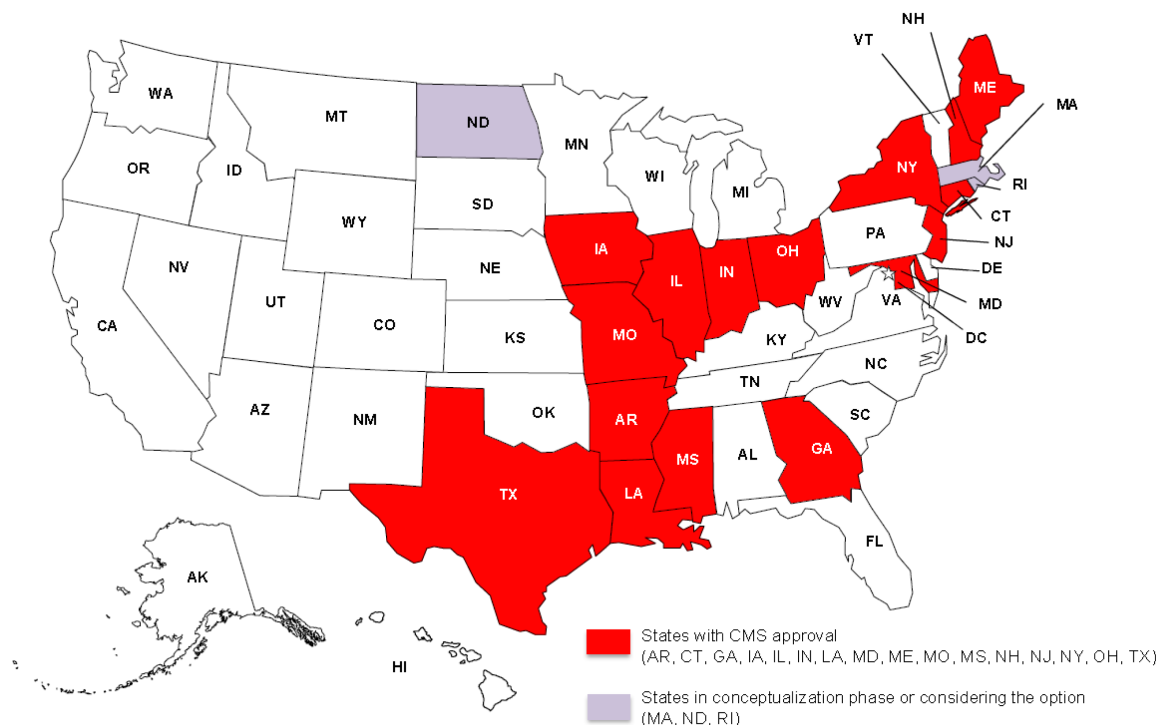 NH
VT
ME
WA
MT
ND
MA
MN
OR
ID
WI
NY
MI
RI
SD
WY
CT
PA
NJ
IA
OH
NE
DE
NV
IN
IL
UT
MD
WV
VA
CA
CO
DC
KS
MO
KY
NC
TN
AZ
OK
AR
NM
SC
GA
MS
AL
TX
LA
FL
AK
HI
States with CMS approval
(AR, CT, GA, IA, IL, IN, LA, MD, ME, MO, MS, NH, NJ, NY, OH, TX)
States in conceptualization phase or considering the option
(MA, ND, RI)